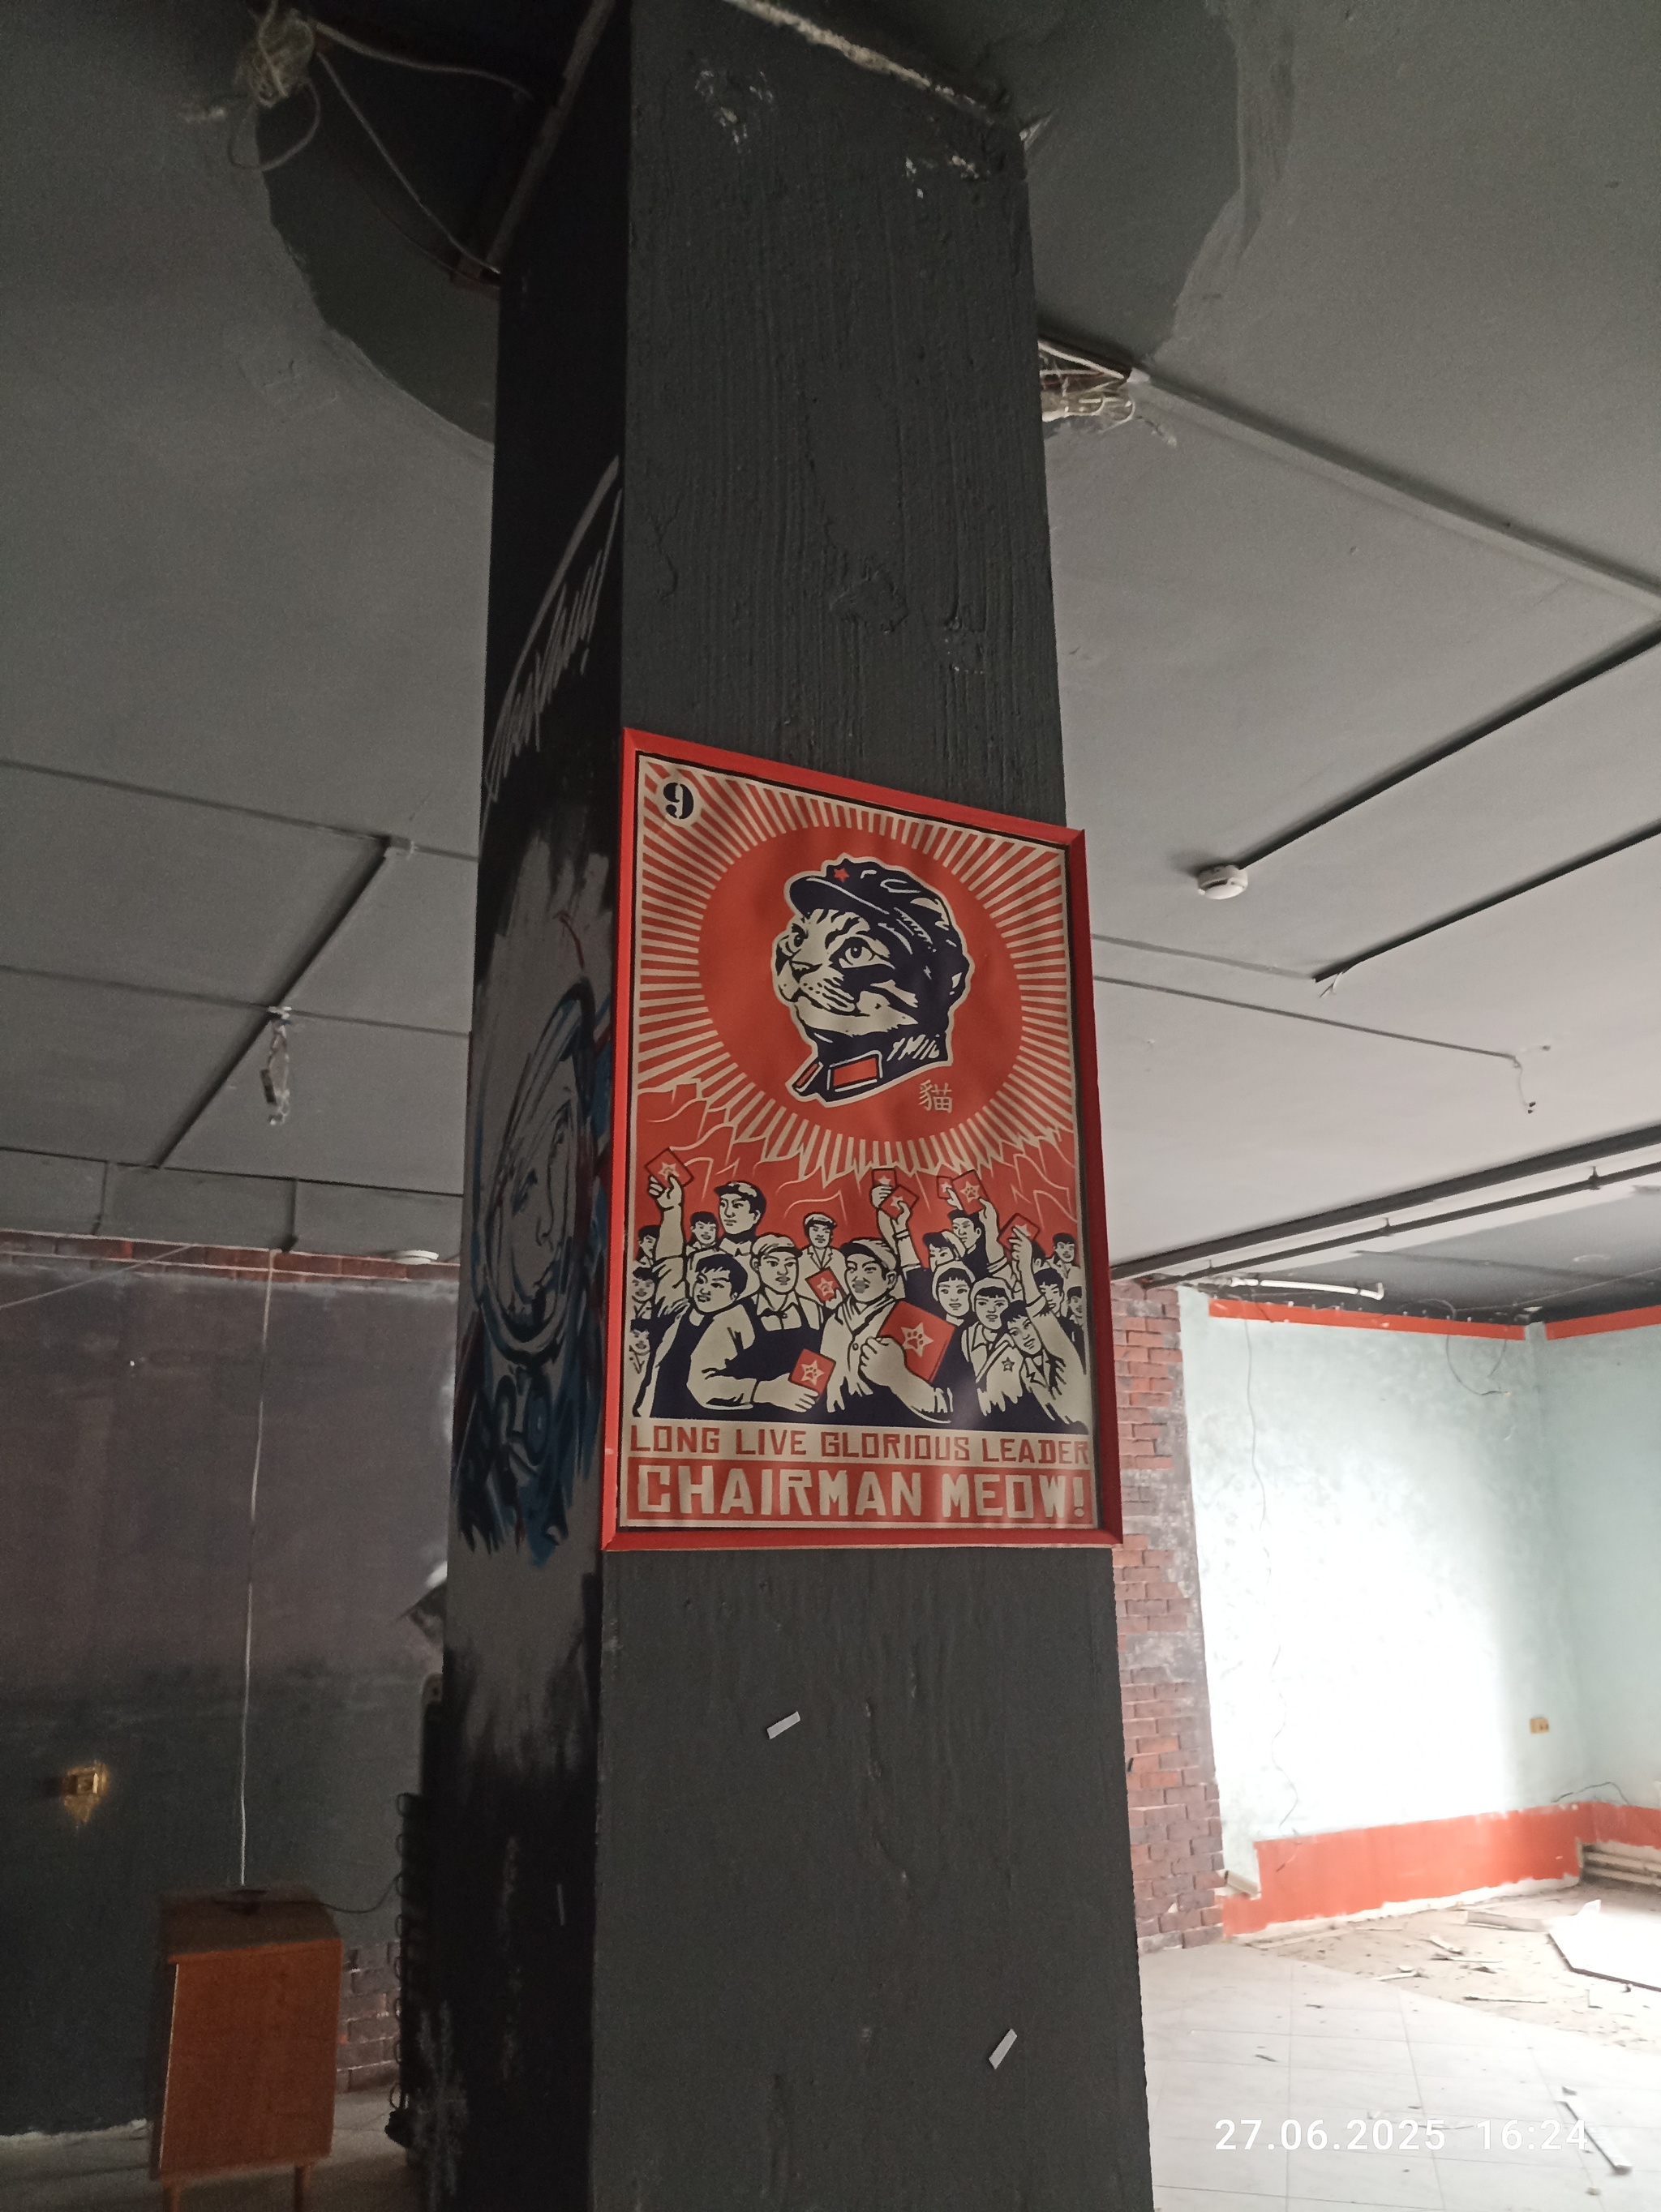 9
貓
LONG LIVE GLORIOUS LEADER
CHAIRMAN MEOW!
27.06.2025 16:24